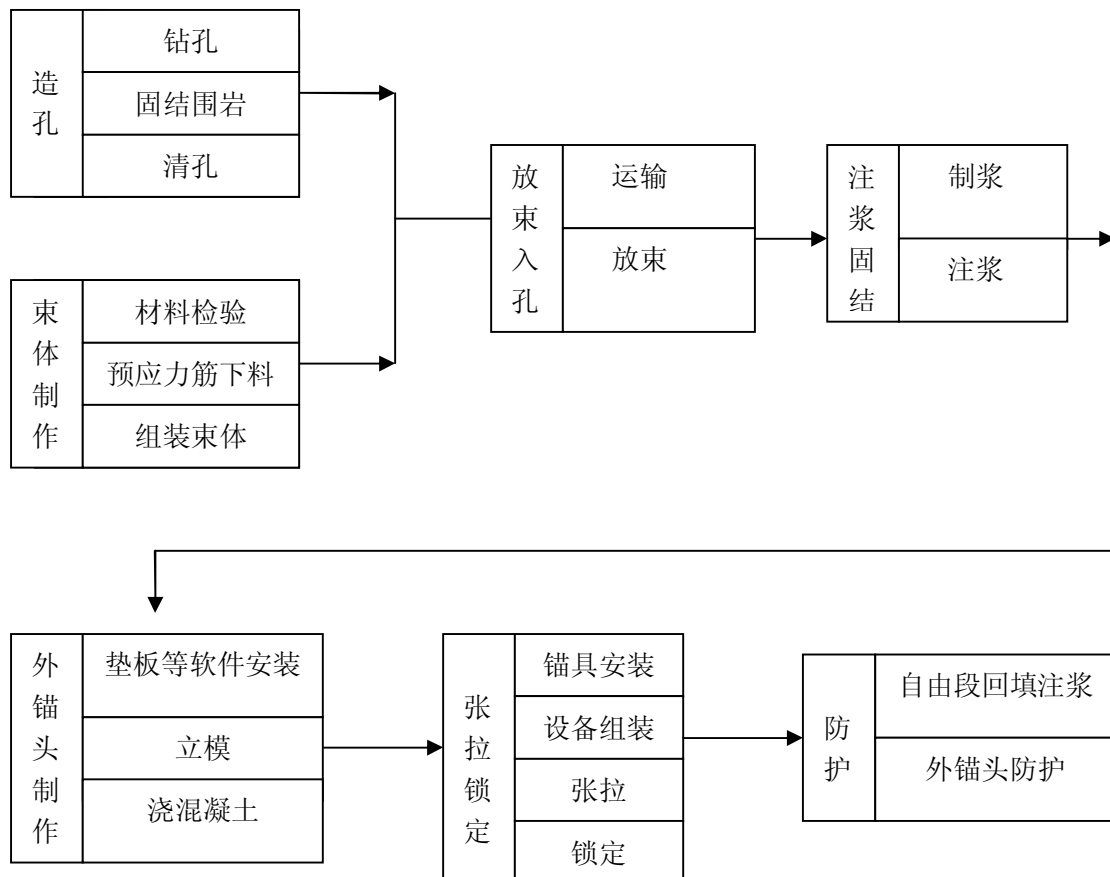 造孔
钻孔
固结围岩
清孔
束体制作
材料检验
预应力筋下料
组装束体
放束入孔
运输
放束
注浆固结
制浆
注浆
外锚头制作
垫板等软件安装
立模
浇混凝土
张拉锁定
锚具安装
设备组装
张拉
锁定
防护
自由段回填注浆
外锚头防护